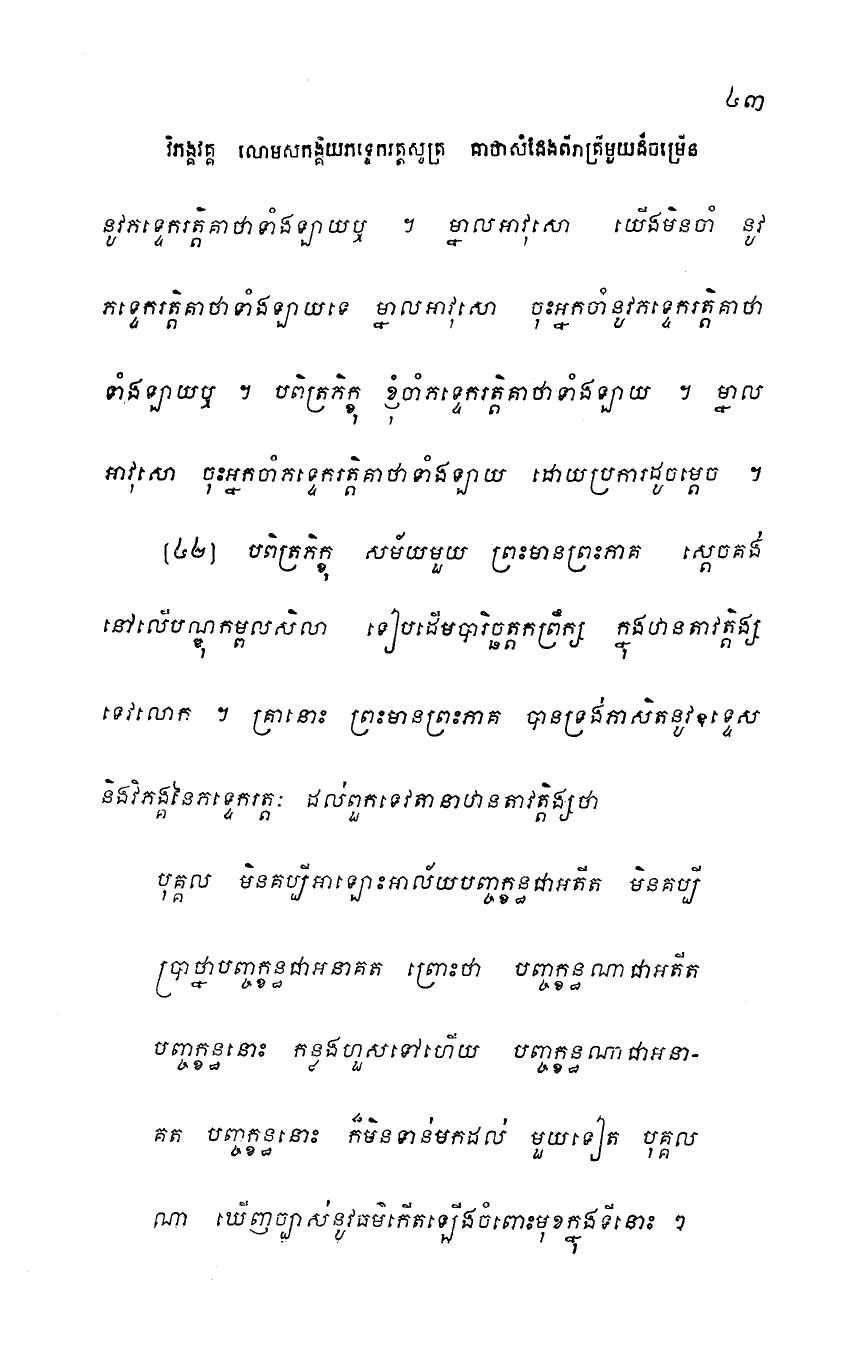 ៤៣
វិភង្គវគ្គ លោមសកង្គិយភទ្ទេករត្តសូត្រ គាថាសំដែងពីរាត្រីមួយដ៏ចម្រើន
នូវភទ្ទេករត្តិគាថាទាំងឡាយឬ ។ ម្នាលអាវុសោ យើងមិនចាំ នូវ
ភទ្ទេករត្តិគាថាទាំងឡាយទេ ម្នាលអាវុសោ ចុះអ្នកចាំនូវភទ្ទេករត្តិគាថា
ទាំងឡាយឬ ។ បពិត្រភិក្ខុ ខ្ញុំចាំភទ្ទេករត្តិគាថាទាំងឡាយ ។ ម្នាល
អាវុសោ ចុះអ្នកចាំភទ្ទេករត្តិគាថាទាំងឡាយ ដោយប្រការដូចម្តេច ។
(៤២) បពិត្រភិក្ខុ សម័យមួយ ព្រះមានព្រះភាគ ស្តេចគង់
នៅលើបណ្ឌុកម្ពលសិលា ទៀបដើមបារិច្ឆត្តកព្រឹក្ស ក្នុងឋានតាវត្តិង្ស
ទេវលោក ។ គ្រានោះ ព្រះមានព្រះភាគ បានទ្រង់ភាសិតនូវឧទ្ទេស
និងវិភង្គនៃភទ្ទេករត្តៈ ដល់ពួកទេវតានាឋានតាវត្តិង្សថា
បុគ្គល មិនគប្បីអាឡោះអាល័យបញ្ចក្ខន្ធជាអតីត មិនគប្បី
ប្រាថ្នាបញ្ចក្ខន្ធជាអនាគត ព្រោះថា បញ្ចក្ខន្ធណាជាអតីត
បញ្ចក្ខន្ធនោះ កន្លងហួសទៅហើយ បញ្ចក្ខន្ធណាជាអនា-
គត បញ្ចក្ខន្ធនោះ ក៏មិនទាន់មកដល់ មួយទៀត បុគ្គល
ណា ឃើញច្បាស់នូវធម៌កើតឡើងចំពោះមុខក្នុងទីនោះ ៗ